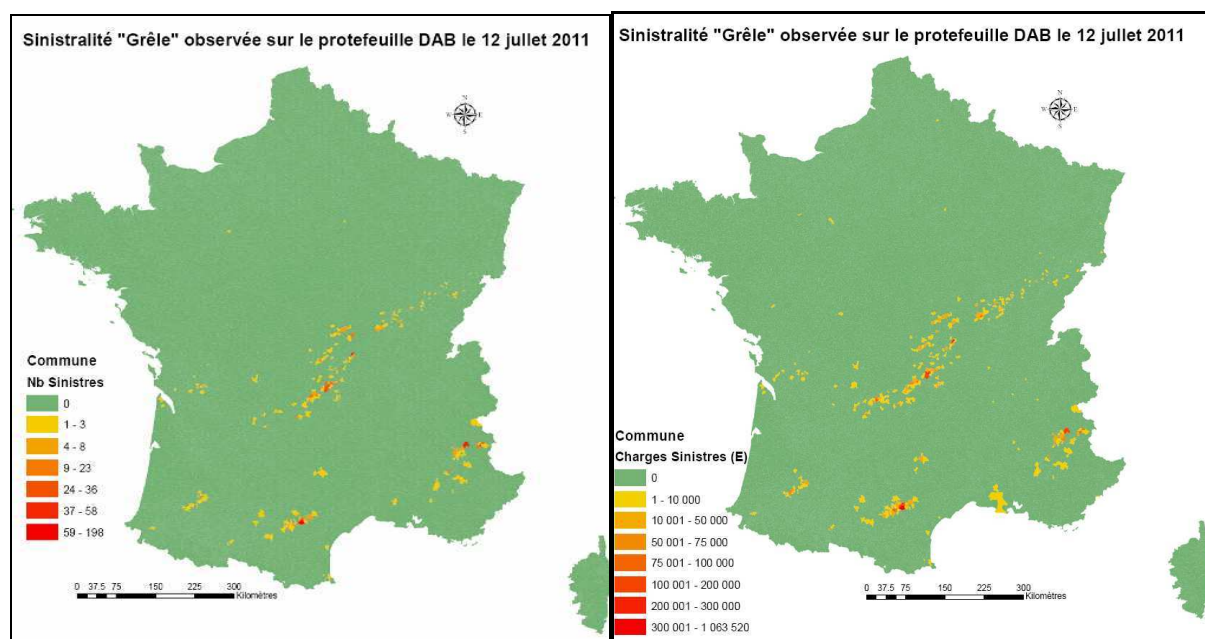 Sinistralité "Grêle" observée sur le protefeuille DAB le 12 jullet 2011
N
W E
S
Commune
Nb Sinistres
0
1 - 3
4 - 8
9 - 23
24 - 36
37 - 58
59 - 198
0 37.5 75 150 225 300
Kilomètres
Sinistralité "Grêle" observée sur le protefeuille DAB le 12 jullet 2011
N
W E
S
Commune
Charges Sinistres (E)
0
1 - 10 000
10 001 - 50 000
50 001 - 75 000
75 001 - 100 000
100 001 - 200 000
200 001 - 300 000
300 001 - 1 063 520
0 37.5 75 150 225 300
Kilomètres